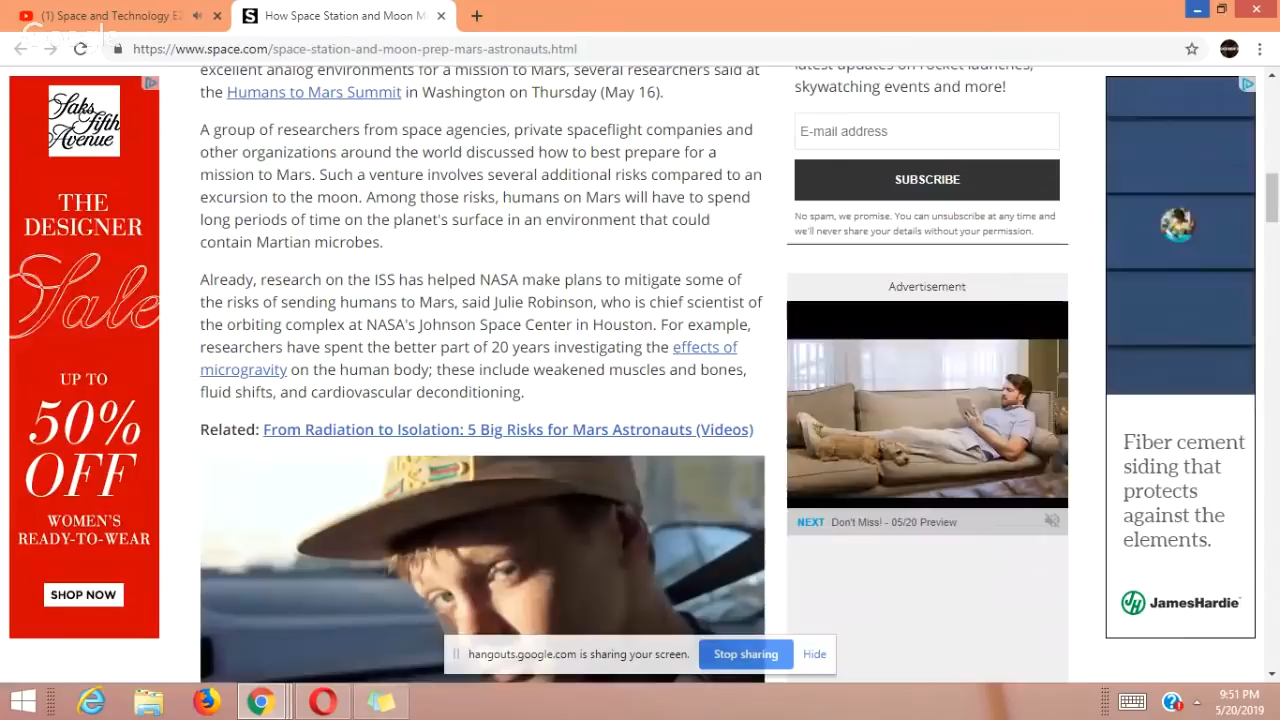 (1) Space and Technology E
How Space Station and Moon M
Google
https://www.space.com/space-station-and-moon-prep-mars-astronauts.html
excellent analog environments for a mission to Mars, several researchers said at
the Humans to Mars Summit in Washington on Thursday (May 16).
A group of researchers from space agencies, private spaceflight companies and
other organizations around the world discussed how to best prepare for a
mission to Mars. Such a venture involves several additional risks compared to an
excursion to the moon. Among those risks, humans on Mars will have to spend
long periods of time on the planet's surface in an environment that could
contain Martian microbes.
Already, research on the ISS has helped NASA make plans to mitigate some of
the risks of sending humans to Mars, said Julie Robinson, who is chief scientist of
the orbiting complex at NASA's Johnson Space Center in Houston. For example,
researchers have spent the better part of 20 years investigating the effects of
microgravity on the human body; these include weakened muscles and bones,
fluid shifts, and cardiovascular deconditioning.
Related: From Radiation to Isolation: 5 Big Risks for Mars Astronauts (Videos)
latest updates on rocket launches,
skywatching events and more!
E-mail address
SUBSCRIBE
No spam, we promise. You can unsubscribe at any time and
we'll never share your details without your permission.
Advertisement
NEXT Don't Miss! - 05/20 Preview
Saks
Fifth
Avenue
THE
DESIGNER
Sale
UP TO
50%
OFF
WOMEN'S
READY-TO-WEAR
SHOP NOW
Fiber cement
siding that
protects
against the
elements.
JH JamesHardie
hangouts.google.com is sharing your screen.
Stop sharing
Hide
9:51 PM
5/20/2019